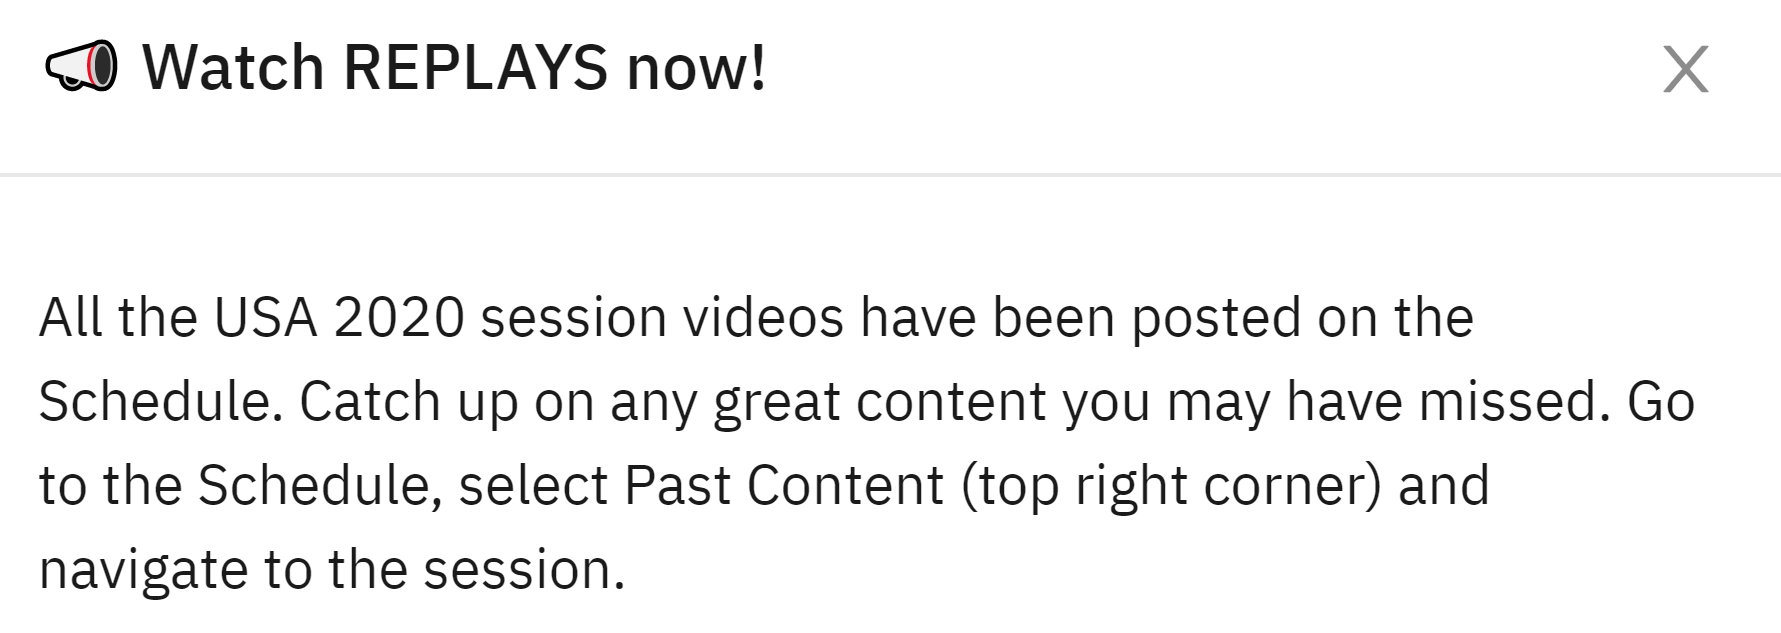 Watch REPLAYS now!
All the USA 2020 session videos have been posted on the
Schedule. Catch up on any great content you may have missed. Go
to the Schedule, select Past Content (top right corner) and
navigate to the session.